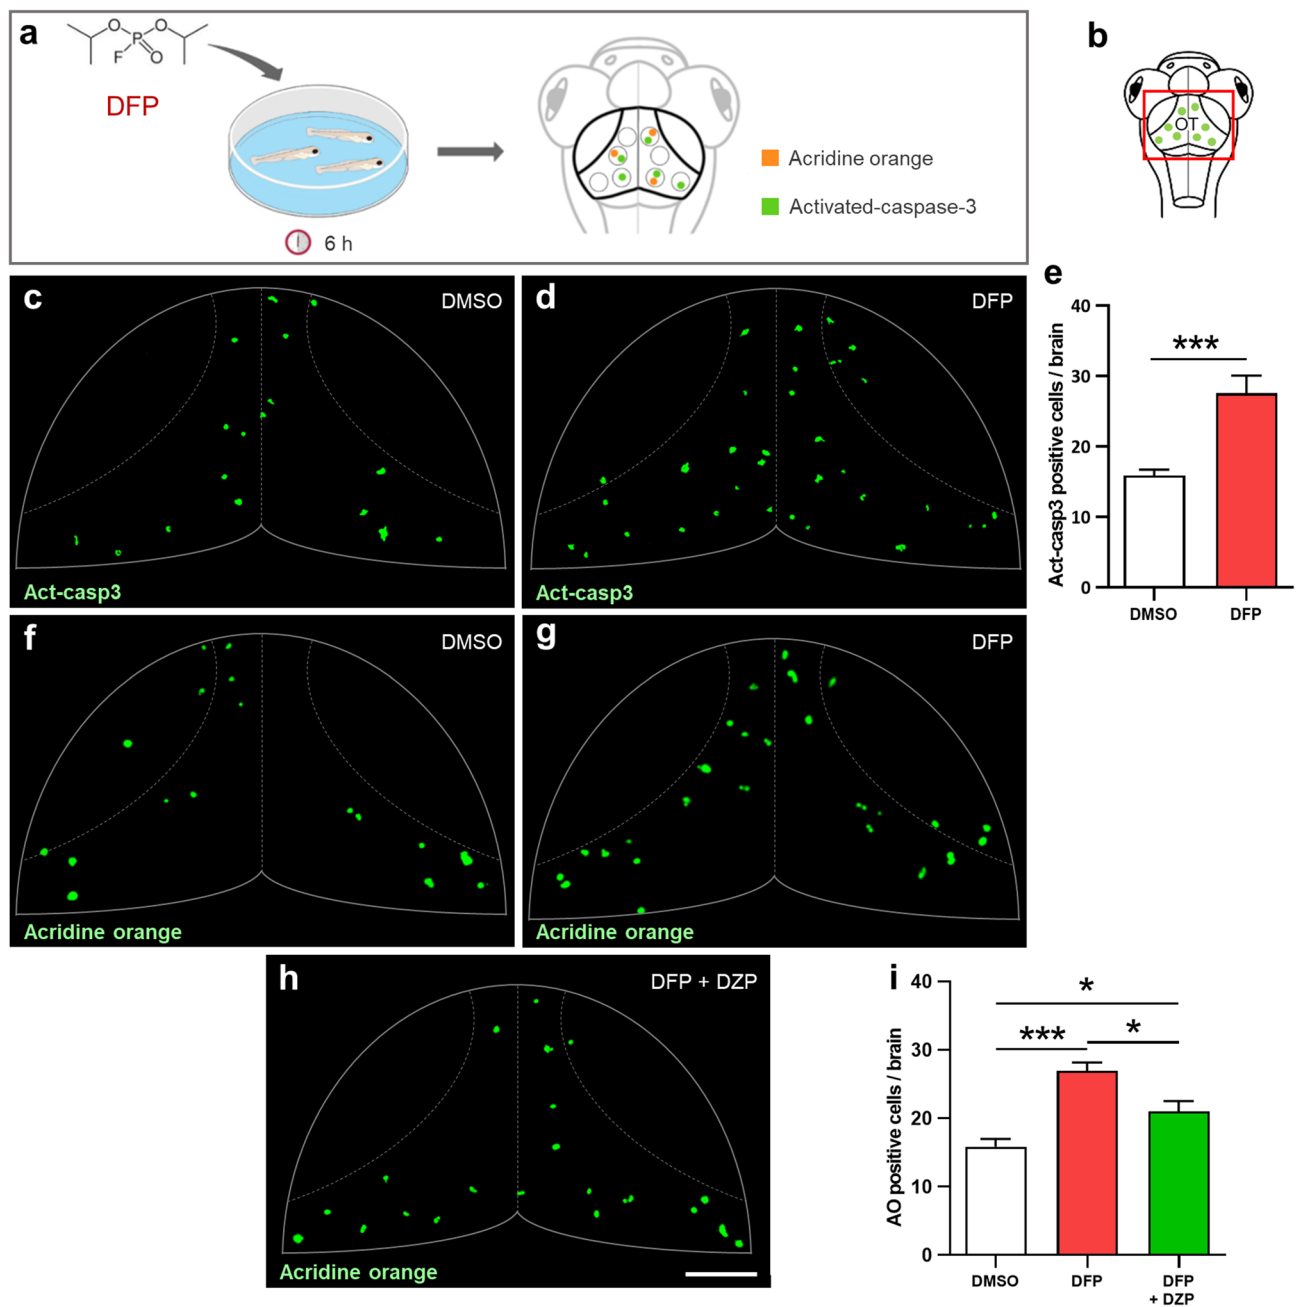 a
O
O
P
F
O
DFP
6 h
Acridine orange
Activated-caspase-3
b
OT
c
DMSO
Act-casp3
d
DFP
Act-casp3
e
Act-casp3 positive cells / brain
40
30
20
10
0
***
DMSO
DFP
f
DMSO
Acridine orange
g
DFP
Acridine orange
h
DFP + DZP
Acridine orange
i
AO positive cells / brain
40
30
20
10
0
*
***
*
DMSO
DFP
DFP
+ DZP